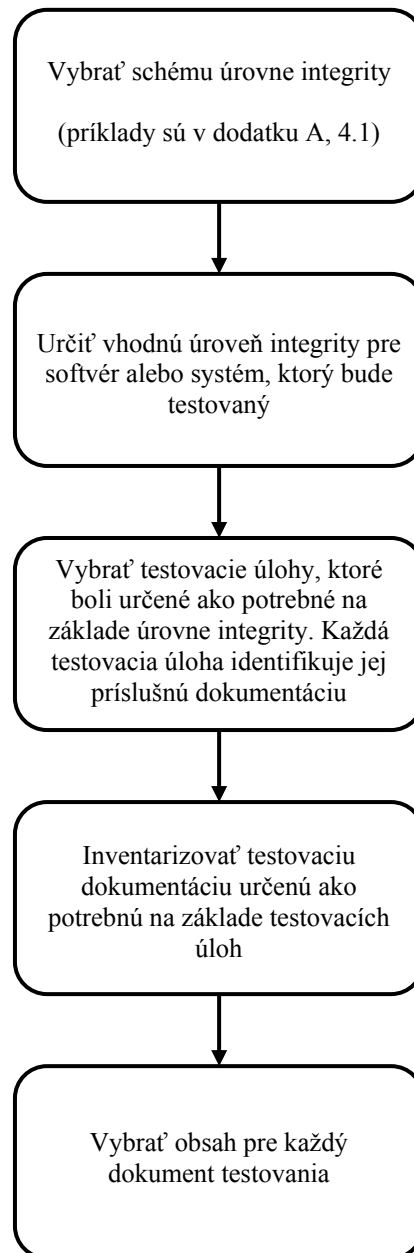 Vybrať schému úrovne integrity
(príklady sú v dodatku A, 4.1)
Určiť vhodnú úroveň integrity pre
softvér alebo systém, ktorý bude
testovaný
Vybrať testovacie úlohy, ktoré
boli určené ako potrebné na
základe úrovne integrity. Každá
testovacia úloha identifikuje jej
príslušnú dokumentáciu
Inventarizovať testovaciu
dokumentáciu určenú ako
potrebnú na základe testovacích
úloh
Vybrať obsah pre každý
dokument testovania